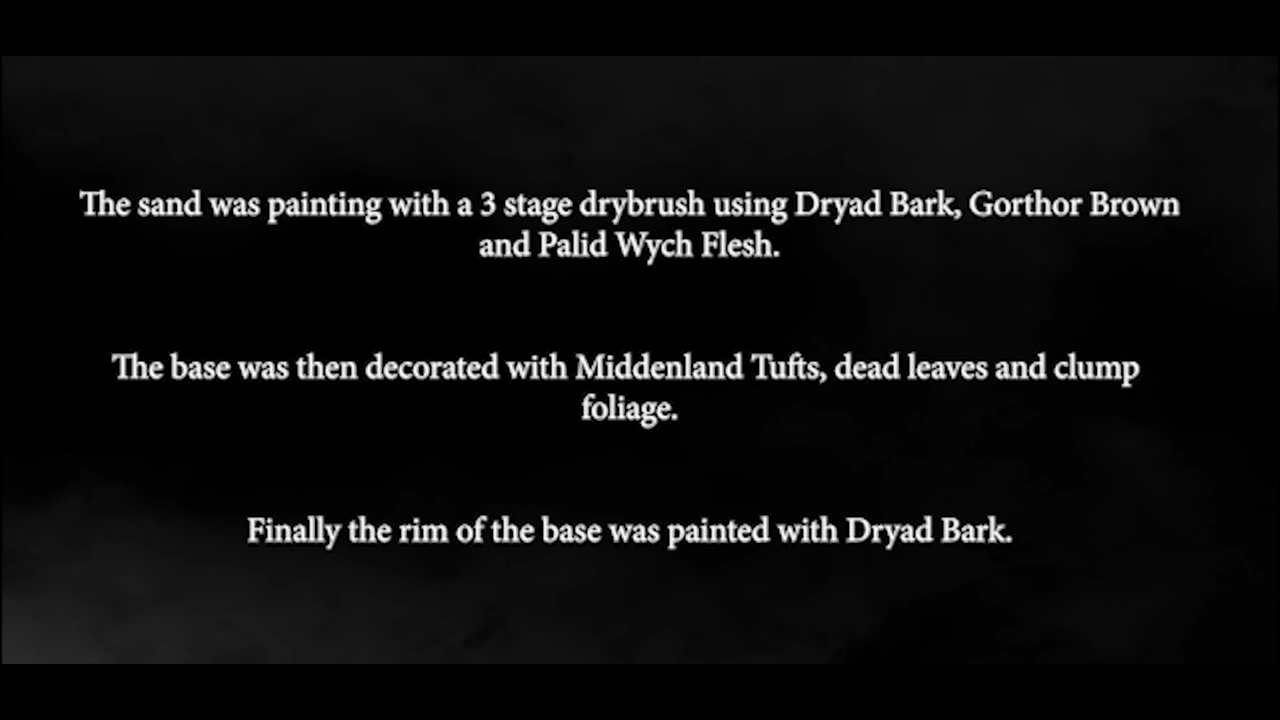 The sand was painting with a 3 stage drybrush using Dryad Bark, Gorthor Brown
and Palid Wych Flesh.
The base was then decorated with Middenland Tufts, dead leaves and clump
foliage.
Finally the rim of the base was painted with Dryad Bark.